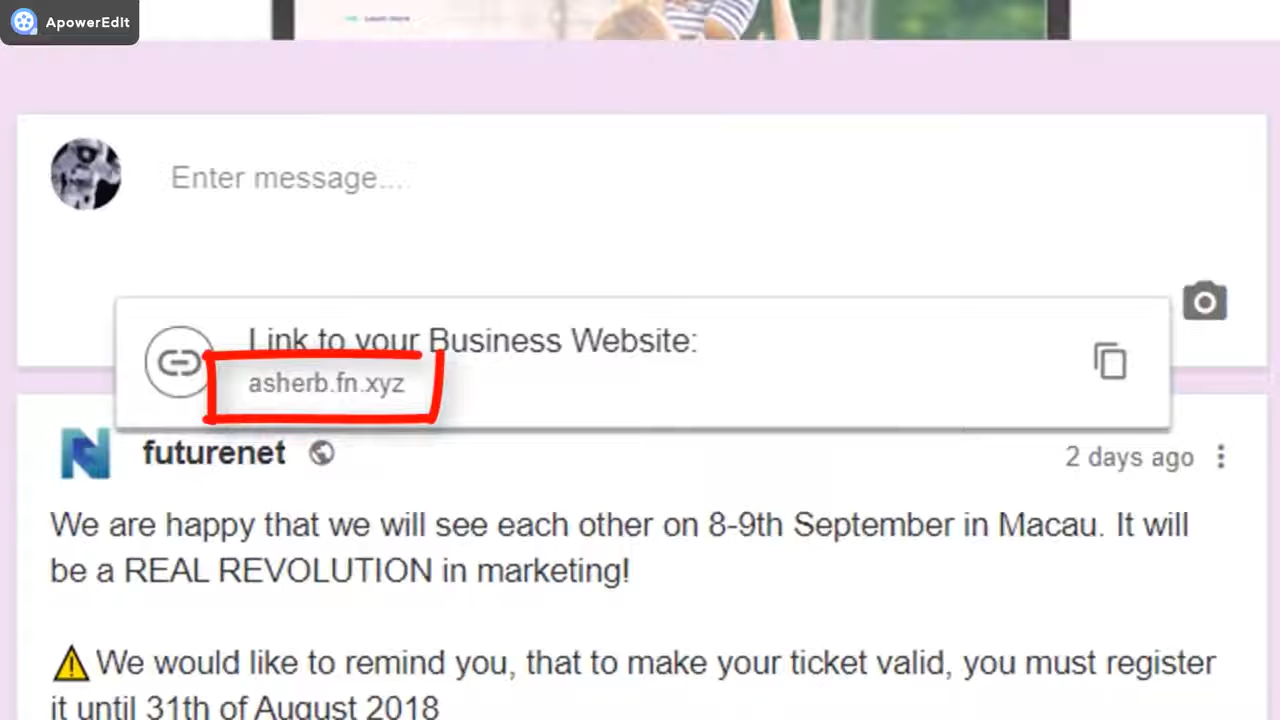 ApowerEdit
Learn more
Enter message....
Link to your Business Website:
asherb.fn.xyz
futurenet
2 days ago
We are happy that we will see each other on 8-9th September in Macau. It will
be a REAL REVOLUTION in marketing!
We would like to remind you, that to make your ticket valid, you must register
it until 31th of August 2018